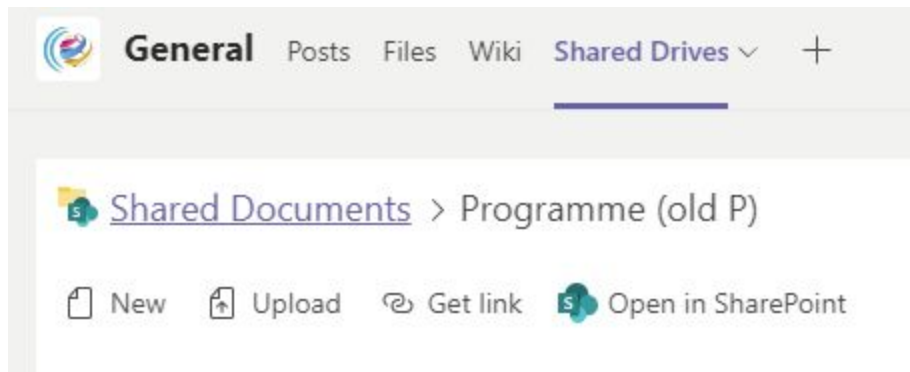 General Posts Files Wiki Shared Drives
Shared Documents > Programme (old P)
New Upload Get link Open in SharePoint